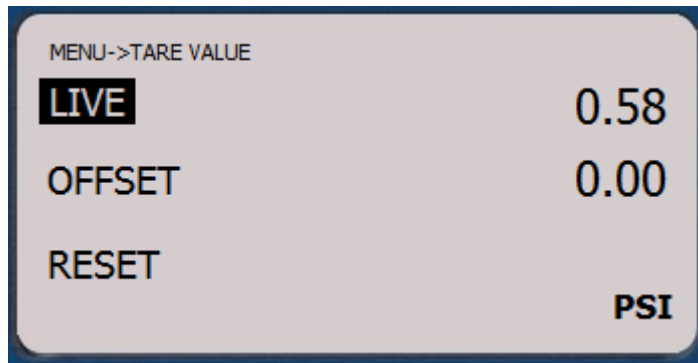 MENU->TARE VALUE
LIVE 0.58
OFFSET 0.00
RESET
PSI